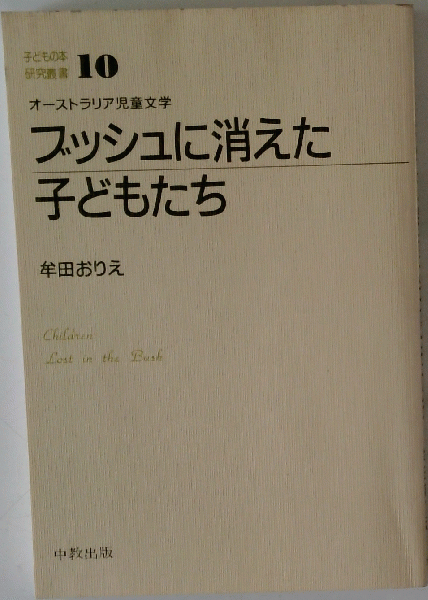 子どもの本
研究叢書 10
オーストラリア児童文学
ブッシュに消えた
子どもたち
牟田おりえ
Children
Lost in the Bush
中教出版